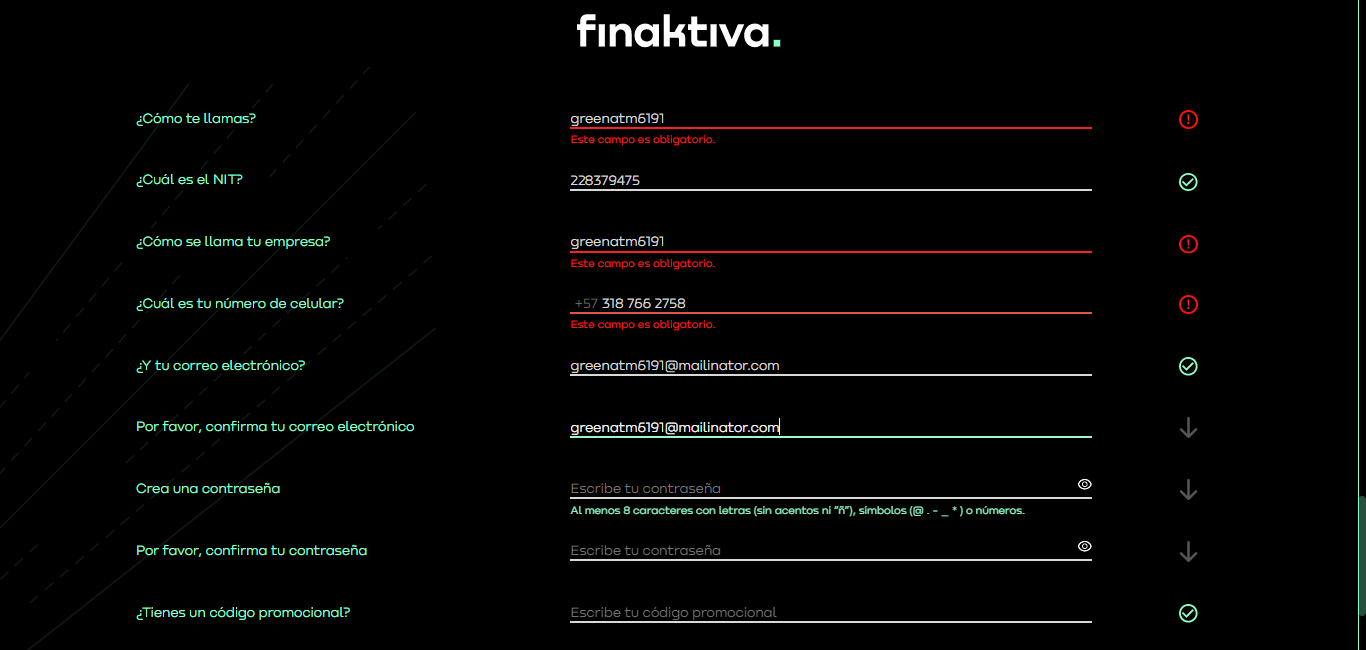 finaktiva.
¿Cómo te llamas?
greenatm6191
Este campo es obligatorio.
¿Cuál es el NIT?
228379475
¿Cómo se llama tu empresa?
greenatm6191
Este campo es obligatorio.
¿Cuál es tu número de celular?
+57 318 766 2758
Este campo es obligatorio.
¿Y tu correo electrónico?
greenatm6191@mailinator.com
Por favor, confirma tu correo electrónico
greenatm6191@mailinator.com
Crea una contraseña
Escribe tu contraseña
Al menos 8 caracteres con letras (sin acentos ni “ñ”), símbolos (@ . - _ * ) o números.
Por favor, confirma tu contraseña
Escribe tu contraseña
¿Tienes un código promocional?
Escribe tu código promocional